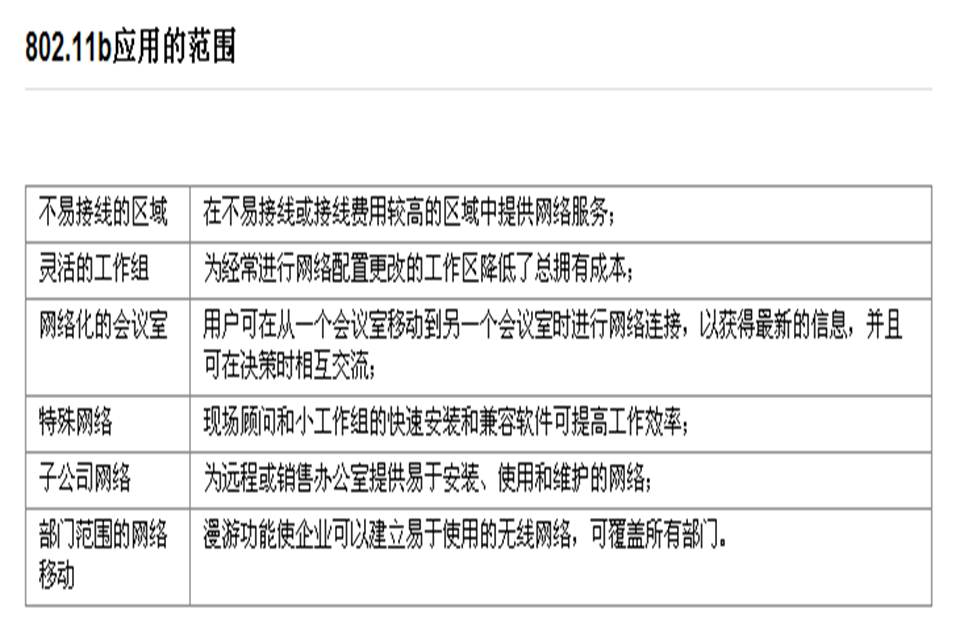 802.11b应用的范围
不易接线的区域 在不易接线或接线费用较高的区域中提供网络服务;
灵活的工作组 为经常进行网络配置更改的工作区降低了总拥有成本;
网络化的会议室 用户可在从一个会议室移动到另一个会议室时进行网络连接，以获得最新的信息，并且
可在决策时相互交流;
特殊网络 现场顾问和小工作组的快速安装和兼容软件可提高工作效率;
子公司网络 为远程或销售办公室提供易于安装、使用和维护的网络;
部门范围的网络 漫游功能使企业可以建立易于使用的无线网络，可覆盖所有部门。
移动